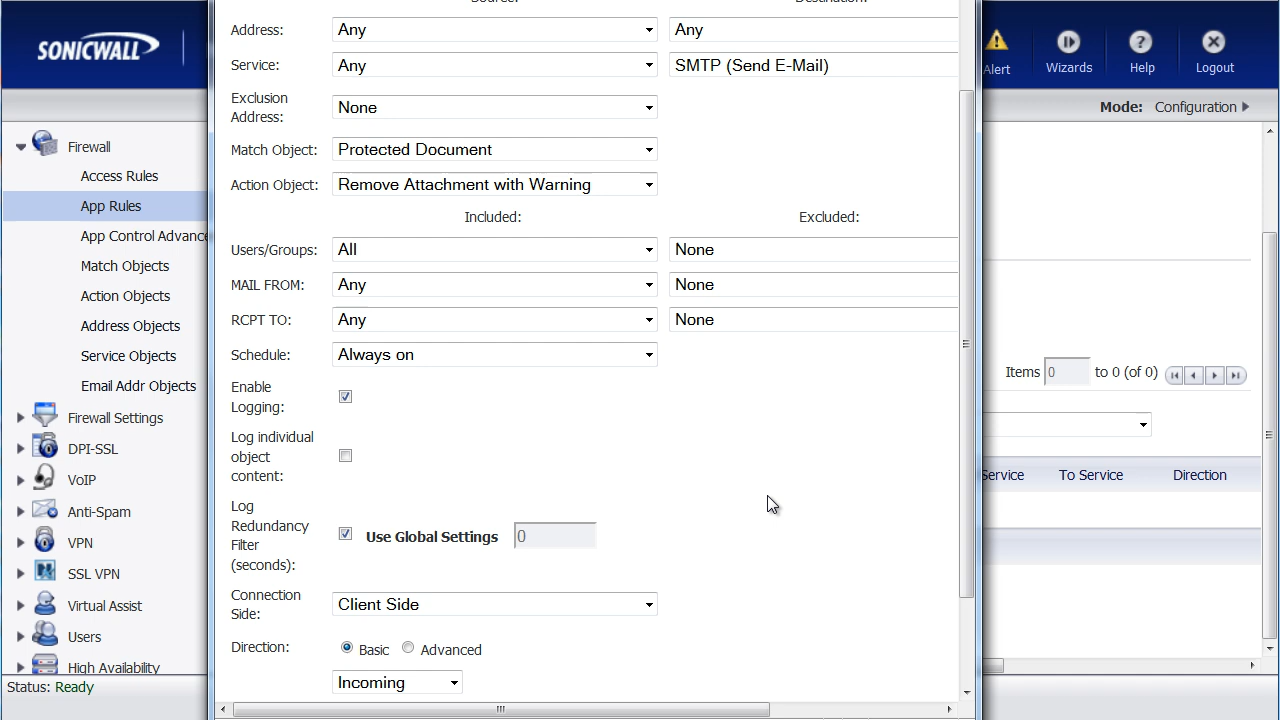 Source:
Destination:
SONICWALL
Address:
Any
Any
Service:
Any
SMTP (Send E-Mail)
Alert
Wizards
Help
Logout
Exclusion
Address:
None
Mode: Configuration
Firewall
Match Object:
Protected Document
Access Rules
Action Object:
Remove Attachment with Warning
App Rules
Included:
Excluded:
App Control Advance
Users/Groups:
All
None
Match Objects
MAIL FROM:
Any
None
Action Objects
RCPT TO:
Any
None
Address Objects
Schedule:
Always on
Service Objects
Items 0 to 0 (of 0)
Email Addr Objects
Enable
Logging:
Firewall Settings
Log individual
object
content:
DPI-SSL
VoIP
Service
To Service
Direction
Anti-Spam
Log
Redundancy
Filter
(seconds):
Use Global Settings
0
VPN
SSL VPN
Connection
Side:
Client Side
Virtual Assist
Users
Direction:
Basic
Advanced
High Availability
Incoming
Status: Ready